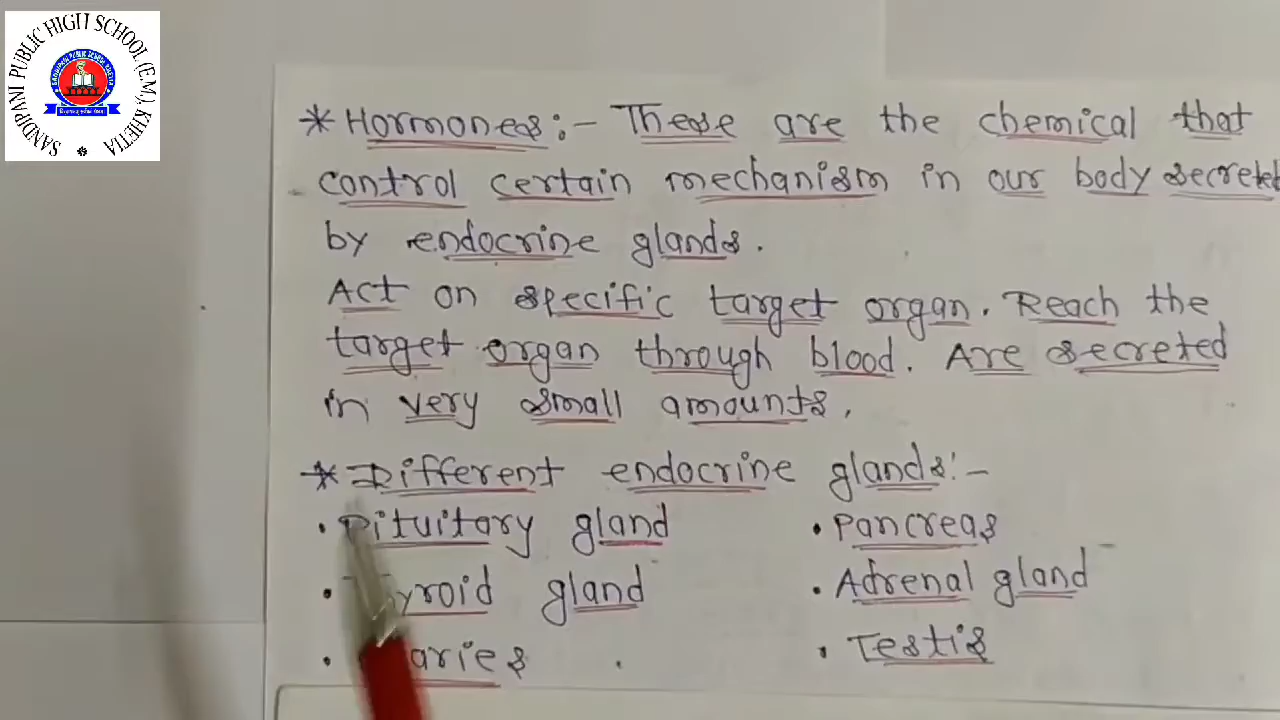 SANDIPANI PUBLIC HIGH SCHOOL (E.M.), KHETIA
* Hormones:- These are the chemical that
control certain mechanism in our body secreted
by endocrine glands.
Act on specific target organ. Reach the
target organ through blood. Are secreted
in very small amounts.
* Different endocrine glands:-
• Pituitary gland • Pancreas
gland • Adrenal gland
• Testis